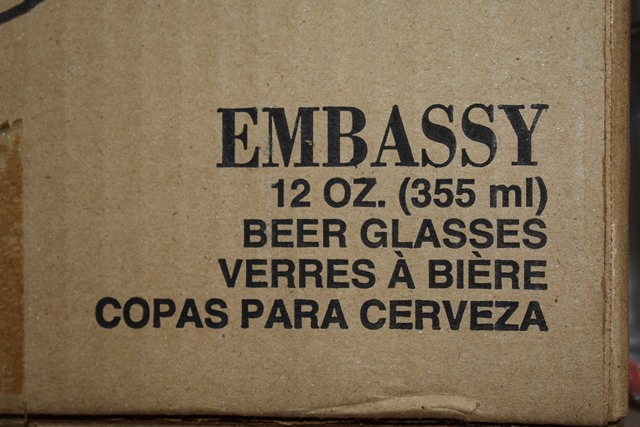 EMBASSY
12 OZ. (355 ml)
BEER GLASSES
VERRES À BIÈRE
COPAS PARA CERVEZA